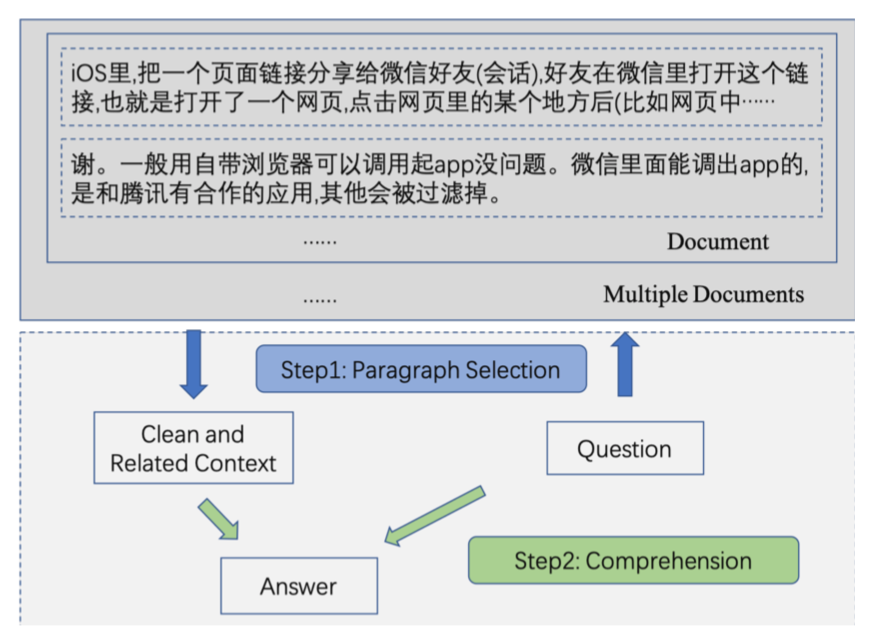 iOS里,把一个页面链接分享给微信好友(会话),好友在微信里打开这个链
接,也就是打开了一个网页,点击网页里的某个地方后(比如网页中……
谢。一般用自带浏览器可以调用起app没问题。微信里面能调出app的,
是和腾讯有合作的应用,其他会被过滤掉。
……
Document
……
Multiple Documents
Step1: Paragraph Selection
Clean and
Related Context
Question
Step2: Comprehension
Answer